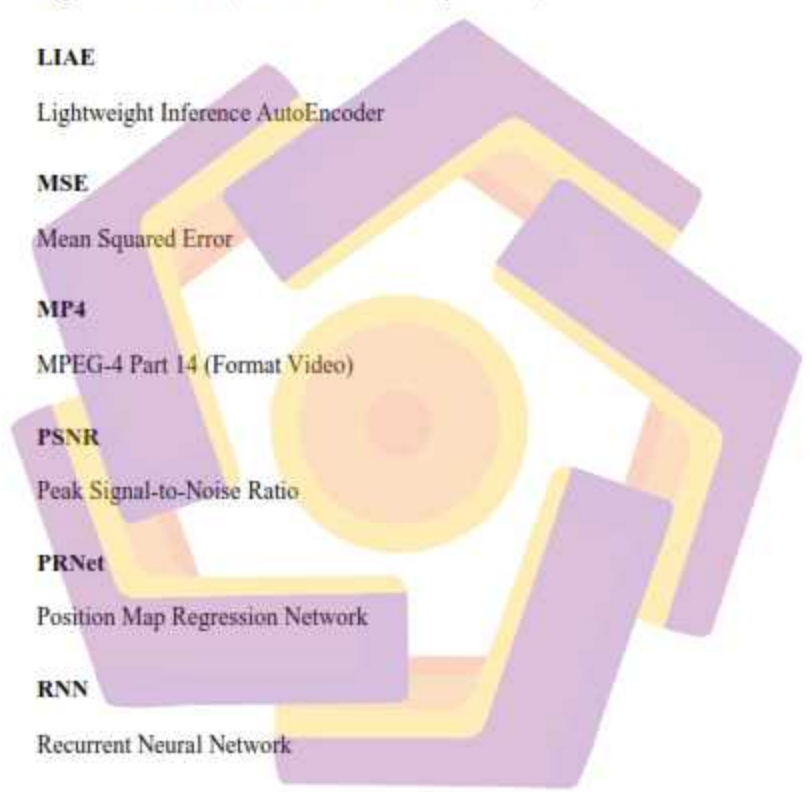 LIAE
Lightweight Inference AutoEncoder
MSE
Mean Squared Error
MP4
MPEG-4 Part 14 (Format Video)
PSNR
Peak Signal-to-Noise Ratio
PRNet
Position Map Regression Network
RNN
Recurrent Neural Network